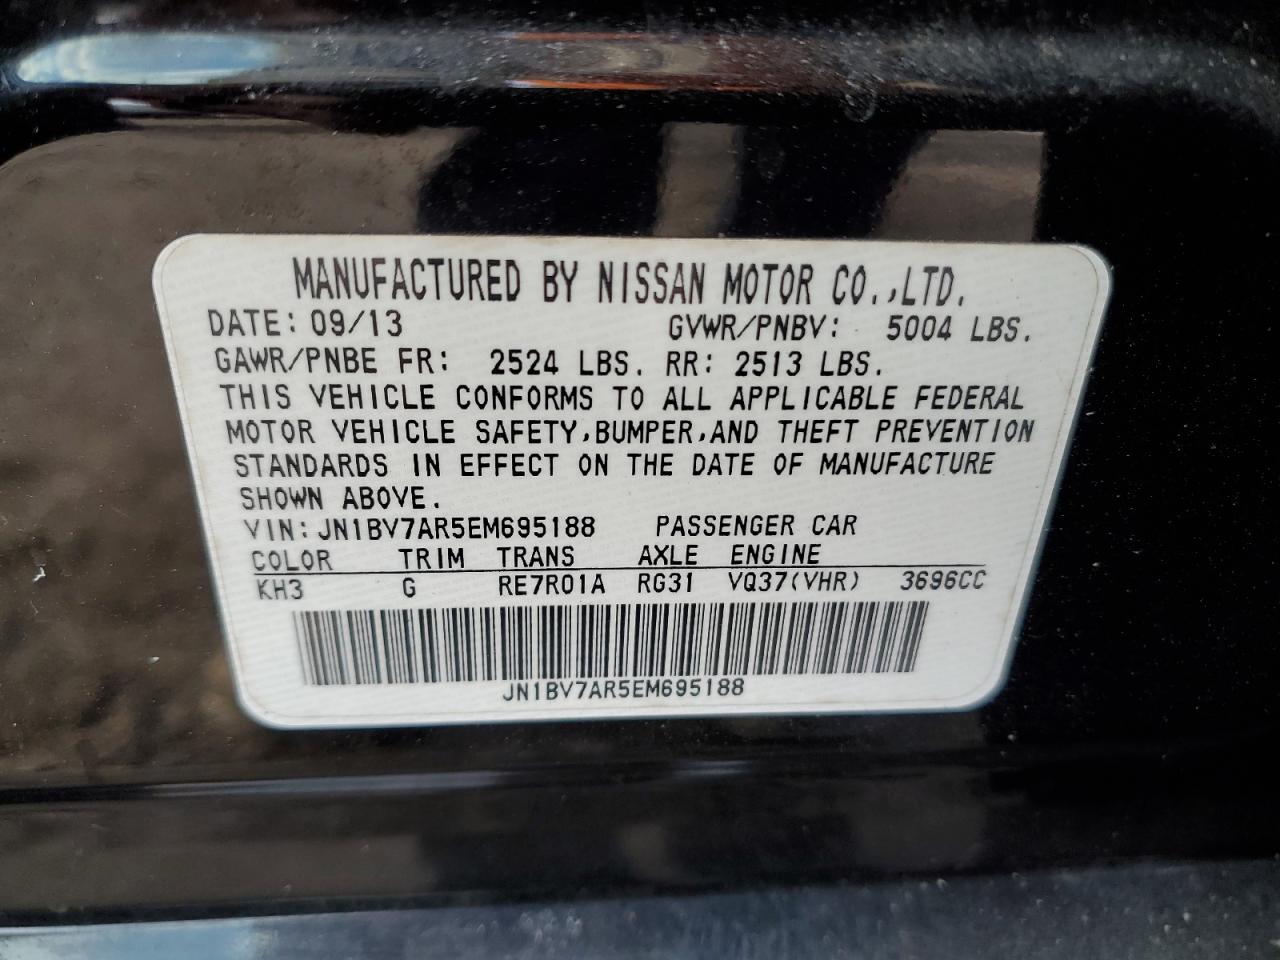 MANUFACTURED BY NISSAN MOTOR CO.,LTD.
DATE: 09/13 GVWR/PNBV: 5004 LBS.
GAWR/PNBE FR: 2524 LBS. RR: 2513 LBS.
THIS VEHICLE CONFORMS TO ALL APPLICABLE FEDERAL
MOTOR VEHICLE SAFETY,BUMPER,AND THEFT PREVENTION
STANDARDS IN EFFECT ON THE DATE OF MANUFACTURE
SHOWN ABOVE.
VIN:JN1BV7AR5EM695188 PASSENGER CAR
COLOR TRIM TRANS AXLE ENGINE
KH3 G RE7R01A RG31 VQ37(VHR) 3696CC
JN1BV7AR5EM695188